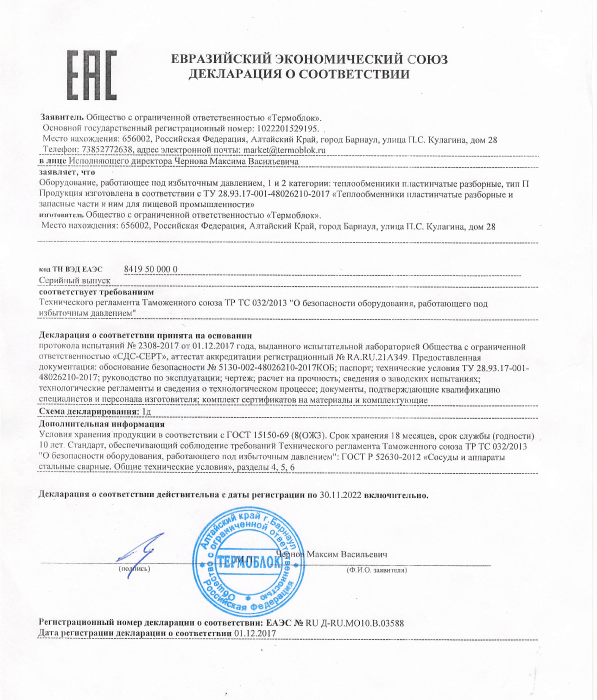 ЕАС
ЕВРАЗИЙСКИЙ ЭКОНОМИЧЕСКИЙ СОЮЗ
ДЕКЛАРАЦИЯ О СООТВЕТСТВИИ
Заявитель Общество с ограниченной ответственностью «Термоблок».
Основной государственный регистрационный номер: 1022201529195.
Место нахождения: 656002, Российская Федерация, Алтайский Край, город Барнаул, улица П.С. Кулагина, дом 28
Телефон: 73852772638, адрес электронной почты: market@termoblok.ru
в лице Исполняющего директора Чернова Максима Васильевича
заявляет, что
Оборудование, работающее под избыточным давлением, 1 и 2 категории: теплообменники пластинчатые разборные, тип П
Продукция изготовлена в соответствии с ТУ 28.93.17-001-48026210-2017 «Теплообменники пластинчатые разборные и
запасные части к ним для пищевой промышленности»
изготовитель Общество с ограниченной ответственностью «Термоблок».
Место нахождения: 656002, Российская Федерация, Алтайский Край, город Барнаул, улица П.С. Кулагина, дом 28
код ТН ВЭД ЕАЭС 8419 50 000 0
Серийный выпуск
соответствует требованиям
Технического регламента Таможенного союза ТР ТС 032/2013 "О безопасности оборудования, работающего под
избыточным давлением"
Декларация о соответствии принята на основании
протокола испытаний № 2308-2017 от 01.12.2017 года, выданного испытательной лабораторией Общества с ограниченной
ответственностью «СДС-СЕРТ», аттестат аккредитации регистрационный № RA.RU.21АЗ49. Предоставленная
документация: обоснование безопасности № 5130-002-48026210-2017КОБ; паспорт; технические условия ТУ 28.93.17-001-
48026210-2017; руководство по эксплуатации; чертеж; расчет на прочность; сведения о заводских испытаниях;
технологические регламенты и сведения о технологическом процессе; документы, подтверждающие квалификацию
специалистов и персонала изготовителя; комплект сертификатов на материалы и комплектующие
Схема декларирования: 1д
Дополнительная информация
Условия хранения продукции в соответствии с ГОСТ 15150-69 (8(ОЖ3). Срок хранения 18 месяцев, срок службы (годности)
10 лет. Стандарт, обеспечивающий соблюдение требований Технического регламента Таможенного союза ТР ТС 032/2013
"О безопасности оборудования, работающего под избыточным давлением": ГОСТ Р 52630-2012 «Сосуды и аппараты
стальные сварные. Общие технические условия», разделы 4, 5, 6
Декларация о соответствии действительна с даты регистрации по 30.11.2022 включительно.
Алтайский край г.Барнаул
Общество с ограниченной ответственностью
ТЕРМОБЛОК
Российская Федерация
М.П.
Чернов Максим Васильевич
(подпись)
(Ф.И.О. заявителя)
Регистрационный номер декларации о соответствии: ЕАЭС № RU Д-RU.МО10.В.03588
Дата регистрации декларации о соответствии 01.12.2017